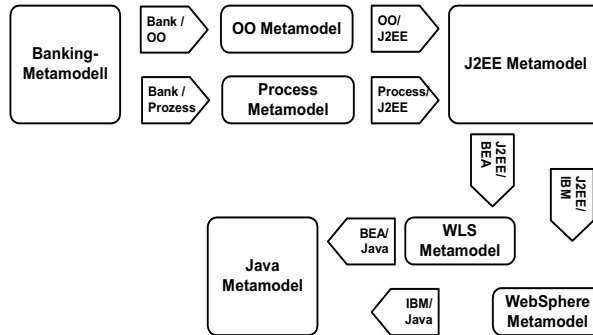 Banking-
Metamodell
Bank /
OO
OO Metamodel
OO/
J2EE
J2EE Metamodel
Bank /
Prozess
Process
Metamodel
Process/
J2EE
J2EE/
BEA
J2EE/
IBM
Java
Metamodel
BEA/
Java
WLS
Metamodel
IBM/
Java
WebSphere
Metamodel